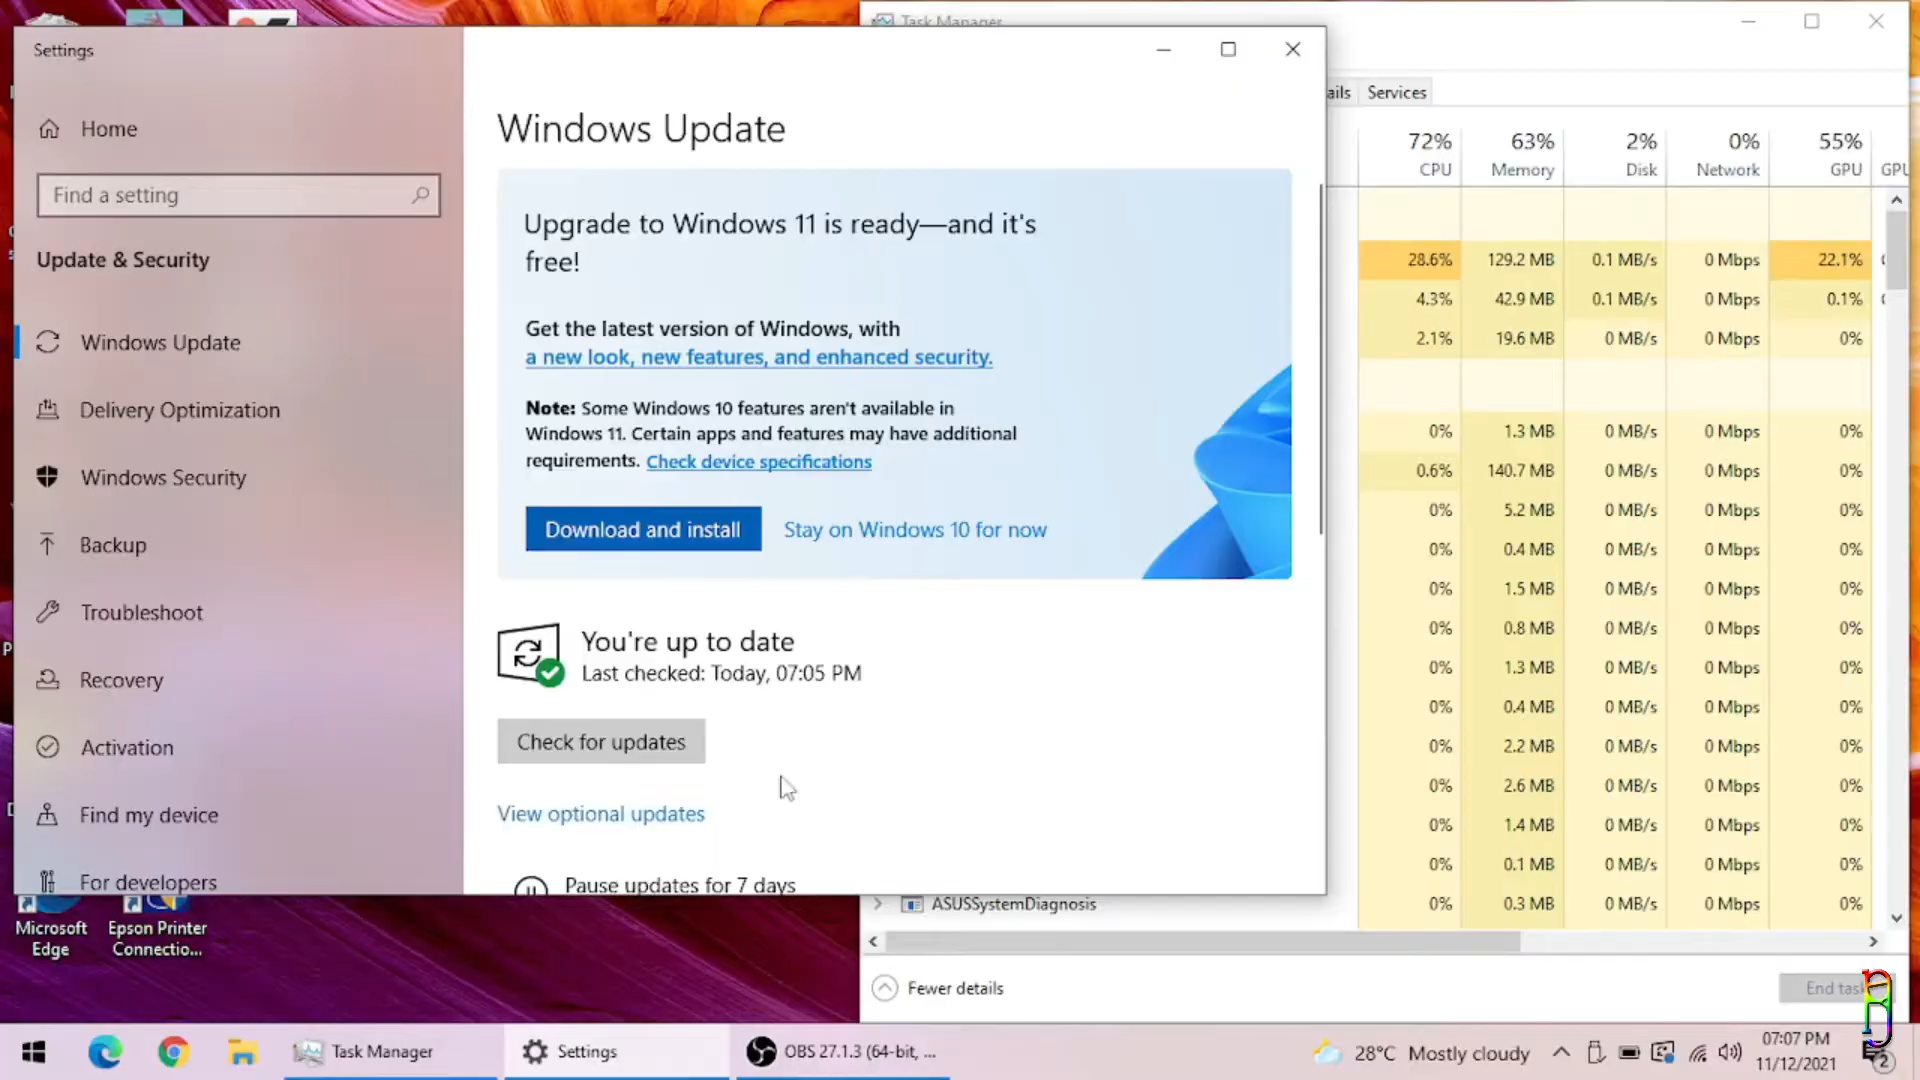 Task Manager
Settings
Home
Find a setting
Update & Security
Windows Update
Delivery Optimization
Windows Security
Backup
Troubleshoot
Recovery
Activation
Find my device
For developers
Windows Update
Upgrade to Windows 11 is ready—and it's
free!
Get the latest version of Windows, with
a new look, new features, and enhanced security.
Note: Some Windows 10 features aren't available in
Windows 11. Certain apps and features may have additional
requirements. Check device specifications
Download and install Stay on Windows 10 for now
You're up to date
Last checked: Today, 07:05 PM
Check for updates
View optional updates
Pause updates for 7 days
ails Services
72% 63% 2% 0% 55%
CPU Memory Disk Network GPU GPU
28.6% 129.2 MB 0.1 MB/s 0 Mbps 22.1%
4.3% 42.9 MB 0.1 MB/s 0 Mbps 0.1%
2.1% 19.6 MB 0 MB/s 0 Mbps 0%
0% 1.3 MB 0 MB/s 0 Mbps 0%
0.6% 140.7 MB 0 MB/s 0 Mbps 0%
0% 5.2 MB 0 MB/s 0 Mbps 0%
0% 0.4 MB 0 MB/s 0 Mbps 0%
0% 1.5 MB 0 MB/s 0 Mbps 0%
0% 0.8 MB 0 MB/s 0 Mbps 0%
0% 1.3 MB 0 MB/s 0 Mbps 0%
0% 0.4 MB 0 MB/s 0 Mbps 0%
0% 2.2 MB 0 MB/s 0 Mbps 0%
0% 2.6 MB 0 MB/s 0 Mbps 0%
0% 1.4 MB 0 MB/s 0 Mbps 0%
0% 0.1 MB 0 MB/s 0 Mbps 0%
ASUSSystemDiagnosis 0% 0.3 MB 0 MB/s 0 Mbps 0%
Fewer details
End task
Microsoft
Edge
Epson Printer
Connectio...
Task Manager
Settings
OBS 27.1.3 (64-bit, ...
28°C Mostly cloudy
07:07 PM
11/12/2021
2